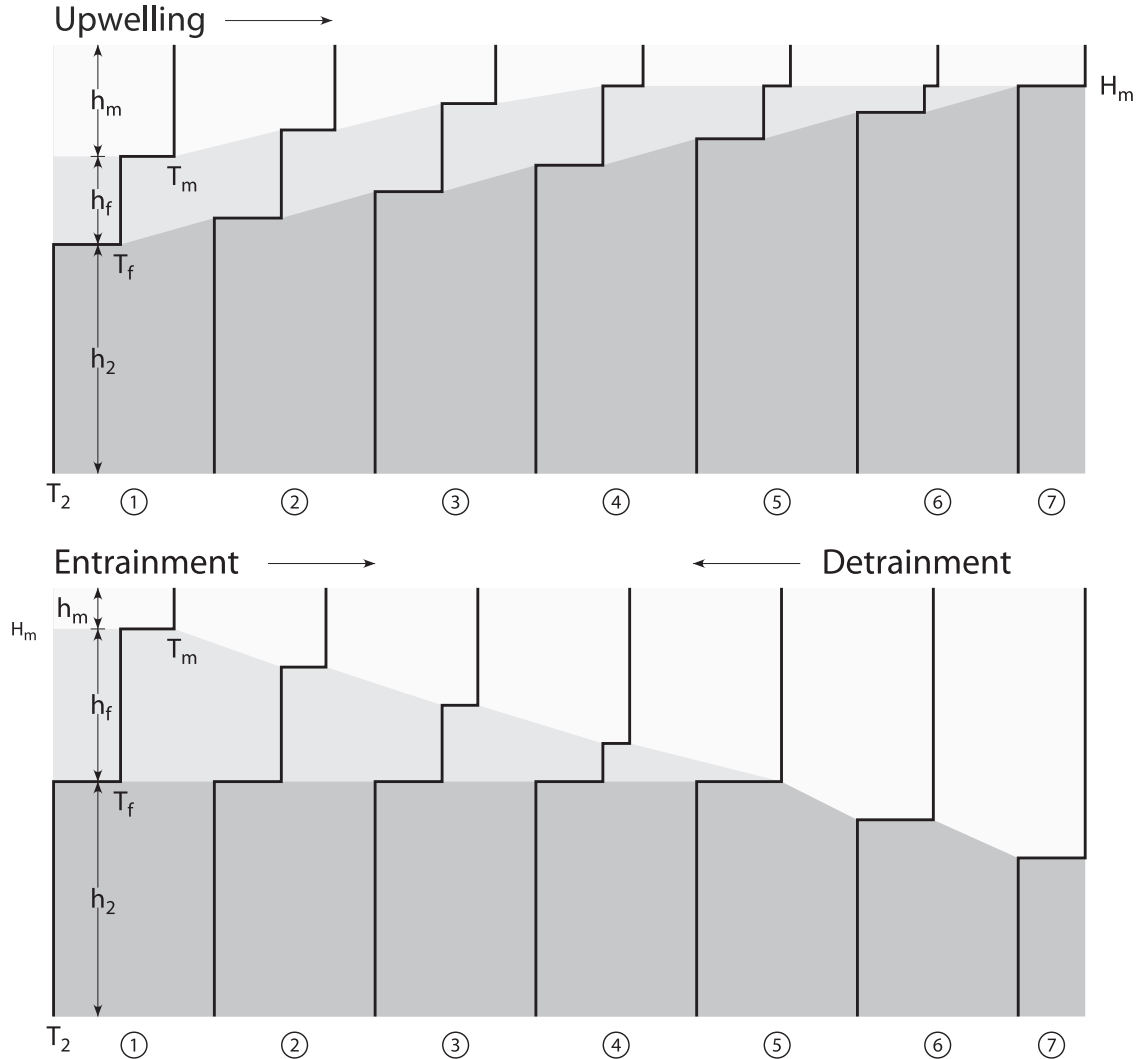 Upwelling
h_m
H_m
T_m
h_f
T_f
h_2
T_2
① ② ③ ④ ⑤ ⑥ ⑦
Entrainment Detrainment
h_m
H_m
T_m
h_f
T_f
h_2
T_2
① ② ③ ④ ⑤ ⑥ ⑦